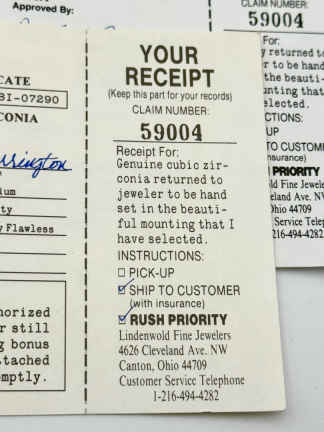 Approved By:
CLAIM NUMBER:
59004
YOUR
RECEIPT
(Keep this part for your records)
CLAIM NUMBER:
59004
Receipt For:
Genuine cubic zir-
conia returned to
jeweler to be hand
set in the beauti-
ful mounting that I
have selected.
INSTRUCTIONS:
PICK-UP
SHIP TO CUSTOMER
(with insurance)
RUSH PRIORITY
Lindenwold Fine Jewelers
4626 Cleveland Ave. NW
Canton, Ohio 44709
Customer Service Telephone
1-216-494-4282
CATE
BI-07290
CONIA
rrington
ium
ty
y Flawless
horized
r still
g bonus
ttached
mptly.
For:
y returned to
to be hand
the beauti-
unting that
elected.
CTIONS:
UP
TO CUSTOMER
insurance)
PRIORITY
ld Fine Jewele
eland Ave. NW
Ohio 44709
Service Telep
-216-494-4282